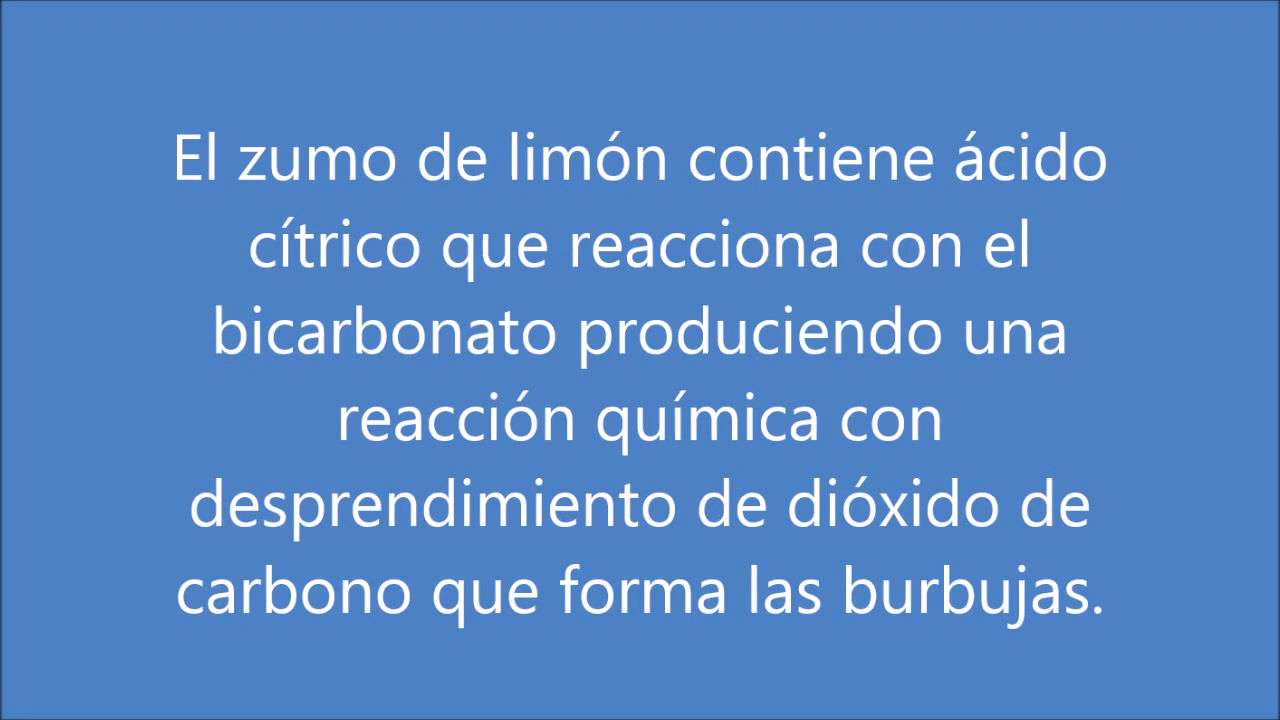 El zumo de limón contiene ácido
cítrico que reacciona con el
bicarbonato produciendo una
reacción química con
desprendimiento de dióxido de
carbono que forma las burbujas.